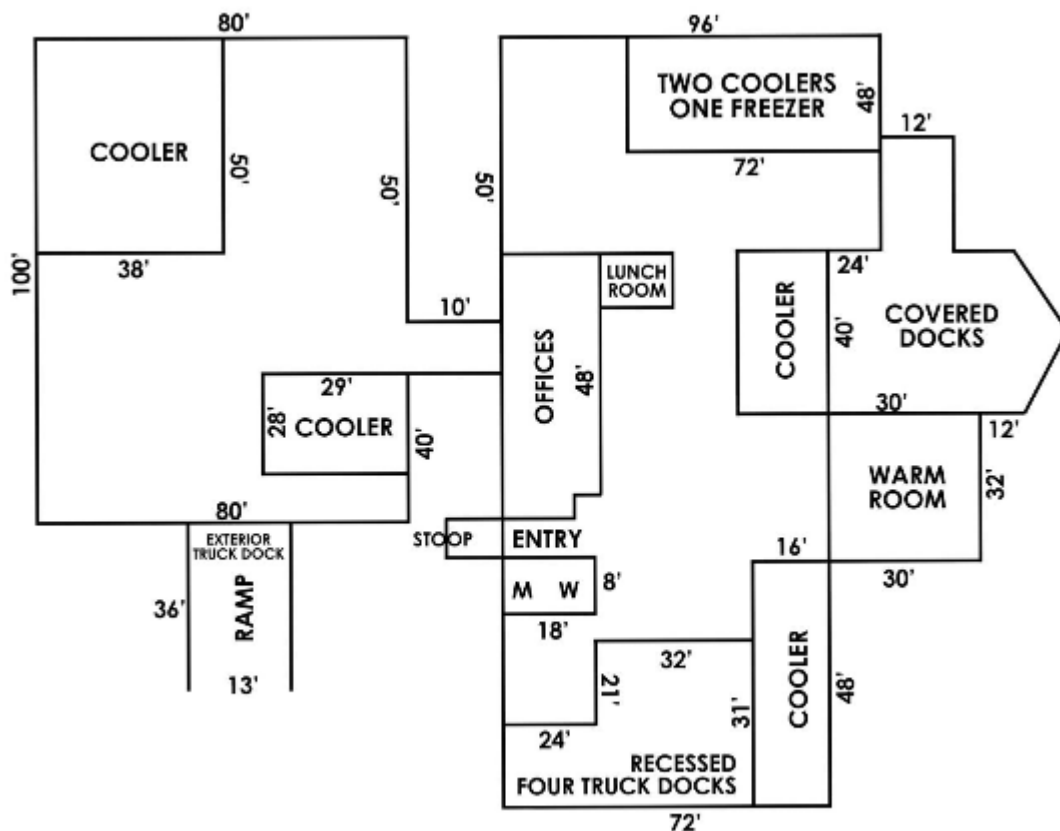 80'
96'
COOLER
50'
50'
50'
TWO COOLERS
ONE FREEZER
48'
12'
72'
100'
38'
10'
LUNCH
ROOM
24'
COOLER
40'
COVERED
DOCKS
OFFICES
48'
29'
28'
COOLER
40'
30'
12'
WARM
ROOM
32'
80'
EXTERIOR
TRUCK DOCK
RAMP
36'
13'
STOOP
ENTRY
M W
8'
18'
16'
30'
32'
21'
31'
COOLER
48'
24'
RECESSED
FOUR TRUCK DOCKS
72'